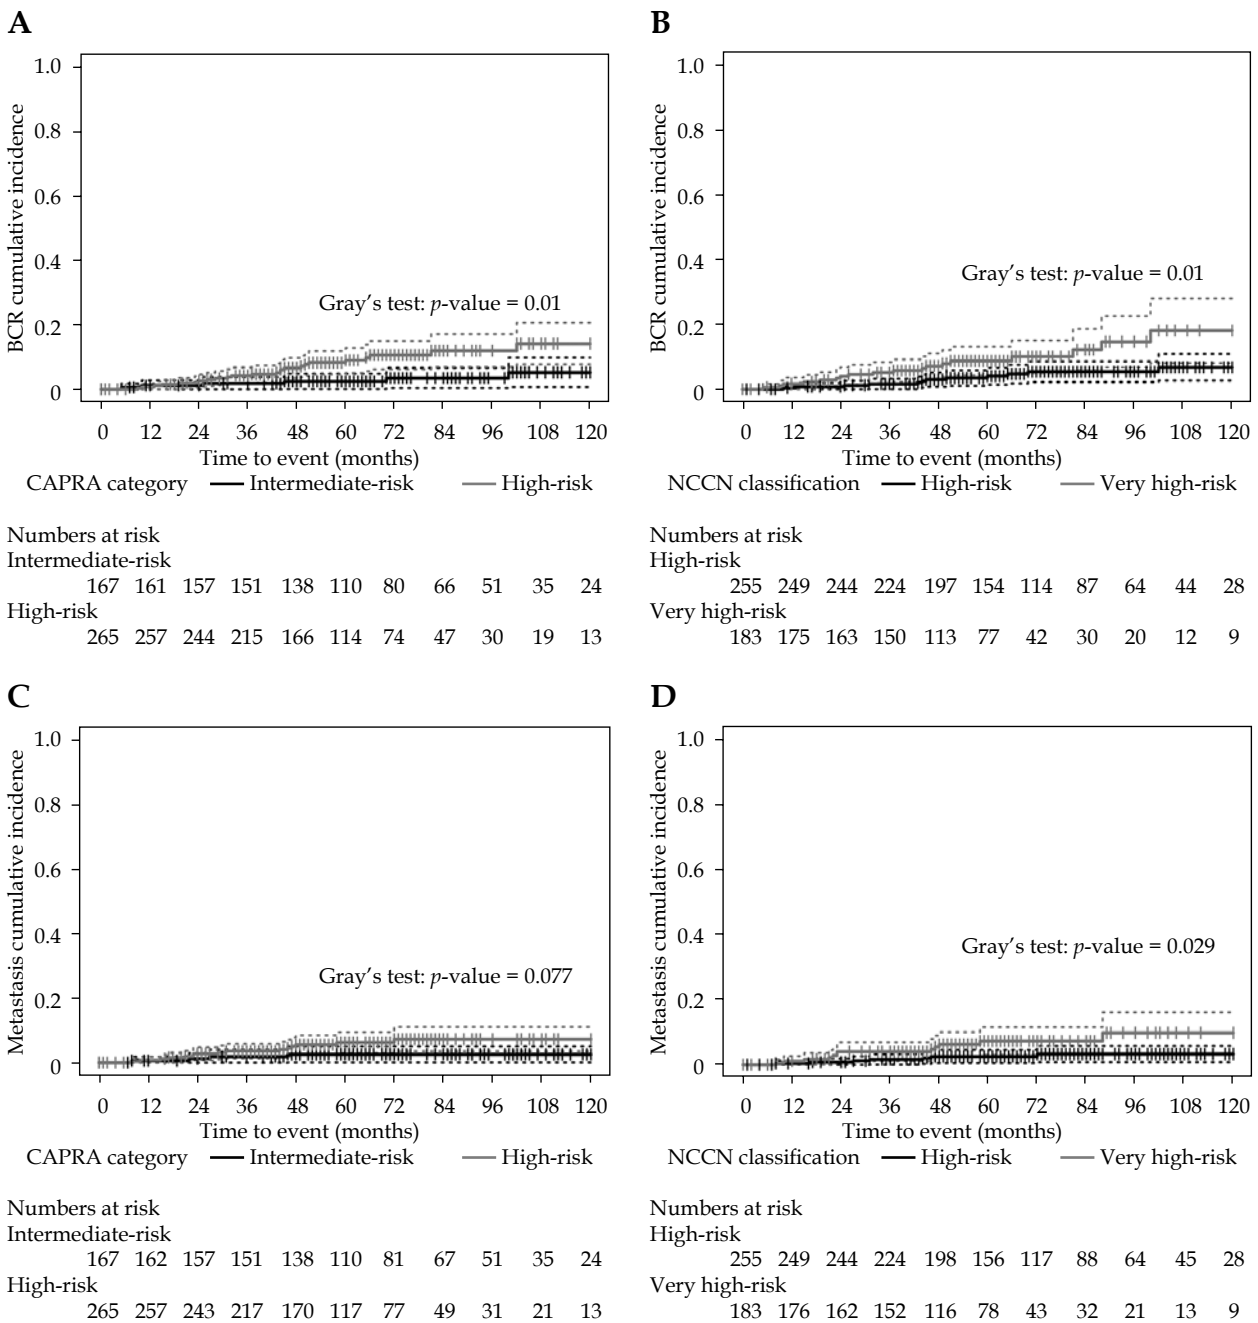 A
BCR cumulative incidence
1.0
0.8
0.6
0.4
0.2
0
Gray's test: p-value = 0.01
0 12 24 36 48 60 72 84 96 108 120
Time to event (months)
CAPRA category Intermediate-risk High-risk
Numbers at risk
Intermediate-risk
167 161 157 151 138 110 80 66 51 35 24
High-risk
265 257 244 215 166 114 74 47 30 19 13
B
BCR cumulative incidence
1.0
0.8
0.6
0.4
0.2
0
Gray's test: p-value = 0.01
0 12 24 36 48 60 72 84 96 108 120
Time to event (months)
NCCN classification High-risk Very high-risk
Numbers at risk
High-risk
255 249 244 224 197 154 114 87 64 44 28
Very high-risk
183 175 163 150 113 77 42 30 20 12 9
C
Metastasis cumulative incidence
1.0
0.8
0.6
0.4
0.2
0
Gray's test: p-value = 0.077
0 12 24 36 48 60 72 84 96 108 120
Time to event (months)
CAPRA category Intermediate-risk High-risk
Numbers at risk
Intermediate-risk
167 162 157 151 138 110 81 67 51 35 24
High-risk
265 257 243 217 170 117 77 49 31 21 13
D
Metastasis cumulative incidence
1.0
0.8
0.6
0.4
0.2
0
Gray's test: p-value = 0.029
0 12 24 36 48 60 72 84 96 108 120
Time to event (months)
NCCN classification High-risk Very high-risk
Numbers at risk
High-risk
255 249 244 224 198 156 117 88 64 45 28
Very high-risk
183 176 162 152 116 78 43 32 21 13 9